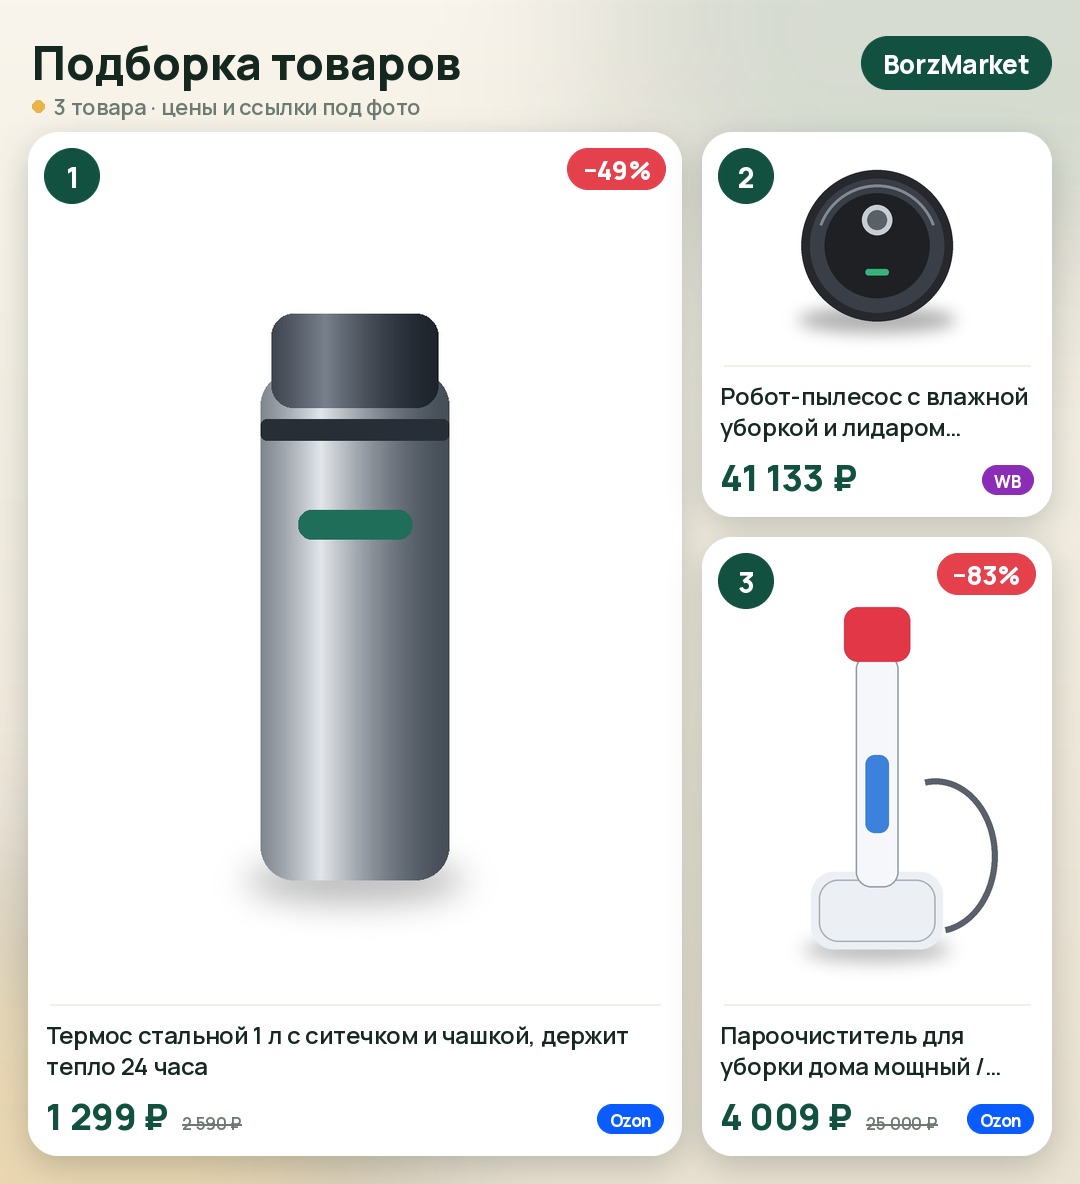 Подборка товаров
BorzMarket
3 товара · цены и ссылки под фото
1
−49%
Термос стальной 1 л с ситечком и чашкой, держит
тепло 24 часа
1 299 ₽ 2 590 ₽
Ozon
2
Робот-пылесос с влажной
уборкой и лидаром...
41 133 ₽
WB
3
−83%
Пароочиститель для
уборки дома мощный /...
4 009 ₽ 25 000 ₽
Ozon